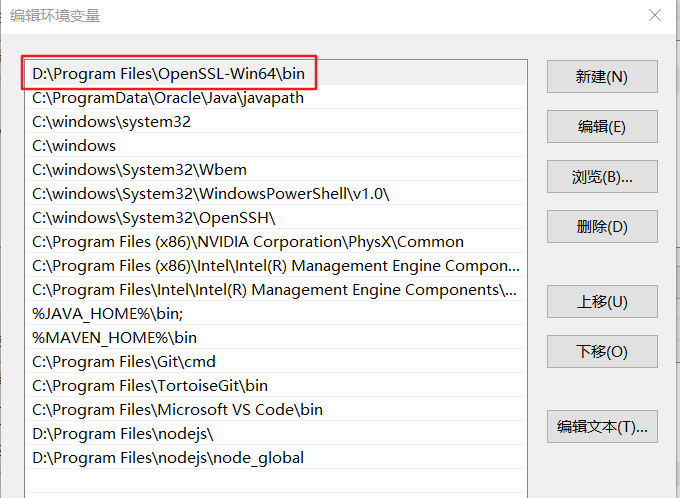 编辑环境变量
D:\Program Files\OpenSSL-Win64\bin
C:\ProgramData\Oracle\Java\javapath
C:\windows\system32
C:\windows
C:\windows\System32\Wbem
C:\windows\System32\WindowsPowerShell\v1.0\
C:\windows\System32\OpenSSH\
C:\Program Files (x86)\NVIDIA Corporation\PhysX\Common
C:\Program Files (x86)\Intel\Intel(R) Management Engine Compon...
C:\Program Files\Intel\Intel(R) Management Engine Components\...
%JAVA_HOME%\bin;
%MAVEN_HOME%\bin
C:\Program Files\Git\cmd
C:\Program Files\TortoiseGit\bin
C:\Program Files\Microsoft VS Code\bin
D:\Program Files\nodejs\
D:\Program Files\nodejs\node_global
新建(N)
编辑(E)
浏览(B)...
删除(D)
上移(U)
下移(O)
编辑文本(T)...